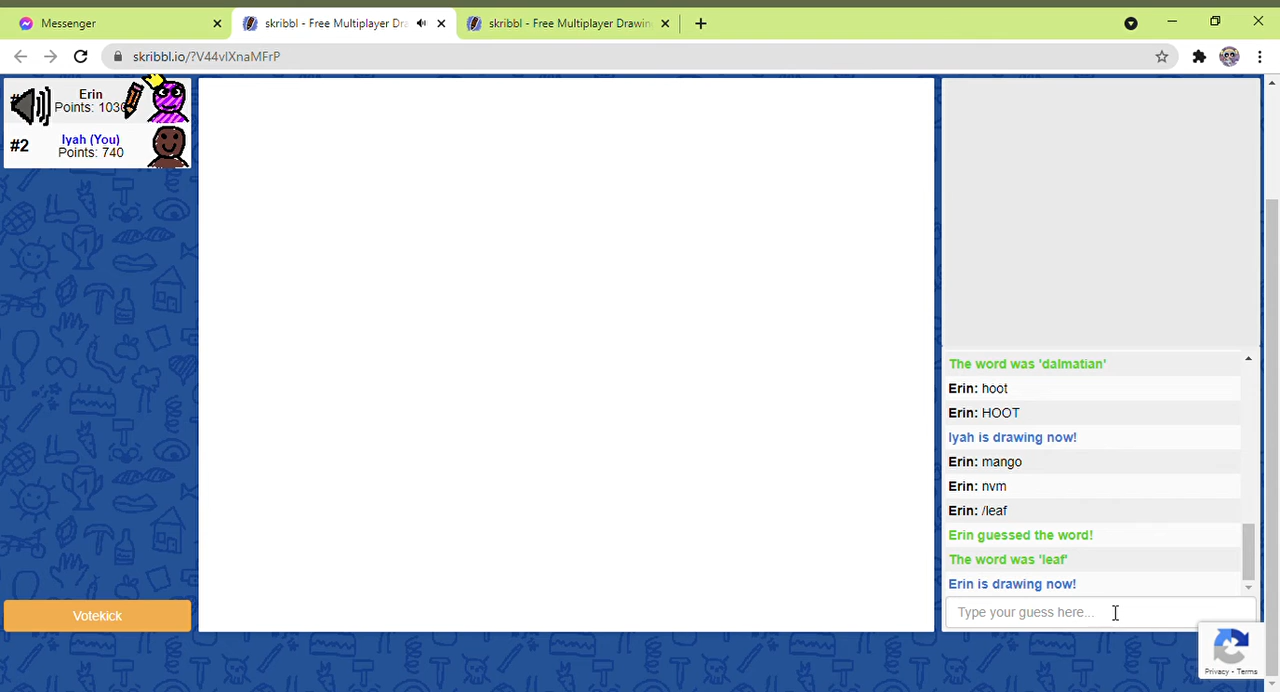 Messenger
skribbl - Free Multiplayer Dra
skribbl - Free Multiplayer Drawin
skribbl.io/?V44vIXnaMFrP
Erin
Points: 1030
#2
Iyah (You)
Points: 740
The word was 'dalmatian'
Erin: hoot
Erin: HOOT
Iyah is drawing now!
Erin: mango
Erin: nvm
Erin: /leaf
Erin guessed the word!
The word was 'leaf'
Erin is drawing now!
Type your guess here...
Votekick
Privacy - Terms